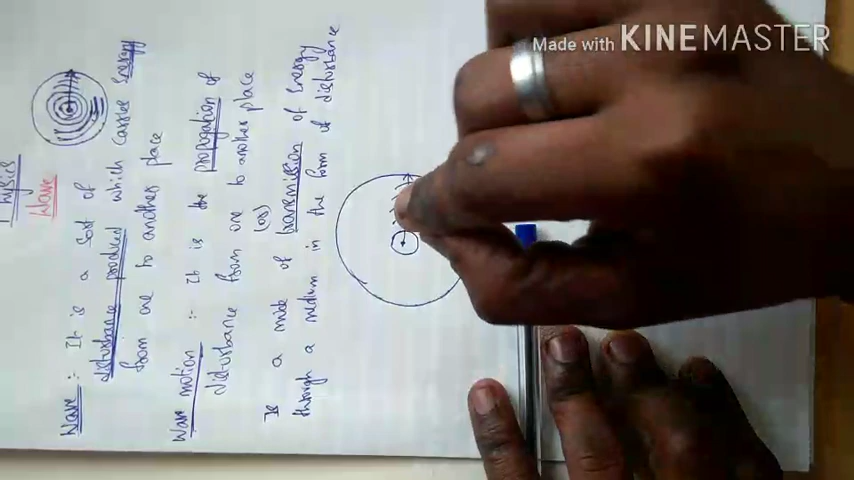 Physics
Wave
Wave :- It is a sort of
disturbance produced which carries Energy
from one to another place
Wave motion :- It is the propagation of
disturbance from one to another place
(or)
Is a mode of transmission of Energy
through a medium in the form of disturbance
Made with KINEMASTER